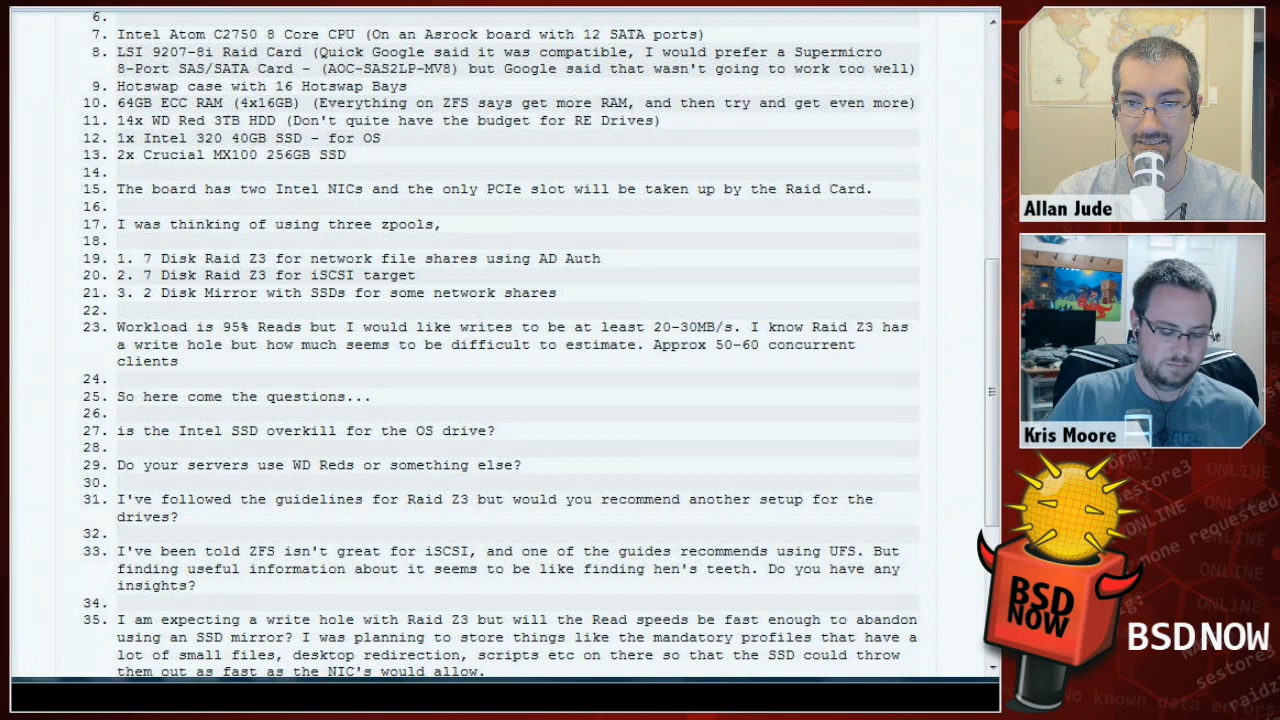 6.
7. Intel Atom C2750 8 Core CPU (On an Asrock board with 12 SATA ports)
8. LSI 9207-8i Raid Card (Quick Google said it was compatible, I would prefer a Supermicro
8-Port SAS/SATA Card - (AOC-SAS2LP-MV8) but Google said that wasn't going to work too well)
9. Hotswap case with 16 Hotswap Bays
10. 64GB ECC RAM (4x16GB) (Everything on ZFS says get more RAM, and then try and get even more)
11. 14x WD Red 3TB HDD (Don't quite have the budget for RE Drives)
12. 1x Intel 320 40GB SSD - for OS
13. 2x Crucial MX100 256GB SSD
14.
15. The board has two Intel NICs and the only PCIe slot will be taken up by the Raid Card.
16.
17. I was thinking of using three zpools,
18.
19. 1. 7 Disk Raid Z3 for network file shares using AD Auth
20. 2. 7 Disk Raid Z3 for iSCSI target
21. 3. 2 Disk Mirror with SSDs for some network shares
22.
23. Workload is 95% Reads but I would like writes to be at least 20-30MB/s. I know Raid Z3 has
a write hole but how much seems to be difficult to estimate. Approx 50-60 concurrent
clients
24.
25. So here come the questions...
26.
27. is the Intel SSD overkill for the OS drive?
28.
29. Do your servers use WD Reds or something else?
30.
31. I've followed the guidelines for Raid Z3 but would you recommend another setup for the
drives?
32.
33. I've been told ZFS isn't great for iSCSI, and one of the guides recommends using UFS. But
finding useful information about it seems to be like finding hen's teeth. Do you have any
insights?
34.
35. I am expecting a write hole with Raid Z3 but will the Read speeds be fast enough to abandon
using an SSD mirror? I was planning to store things like the mandatory profiles that have a
lot of small files, desktop redirection, scripts etc on there so that the SSD could throw
them out as fast as the NIC's would allow.
Allan Jude
Kris Moore
BSD
NOW
BSD NOW
ONLINE
ONLINE
ONLINE
ONLINE
none requested
No known data errors